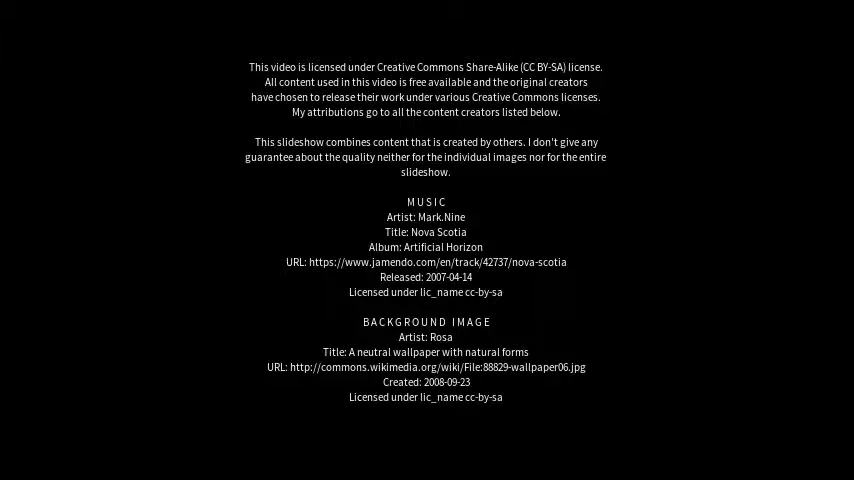 This video is licensed under Creative Commons Share-Alike (CC BY-SA) license.
All content used in this video is free available and the original creators
have chosen to release their work under various Creative Commons licenses.
My attributions go to all the content creators listed below.
This slideshow combines content that is created by others. I don't give any
guarantee about the quality neither for the individual images nor for the entire
slideshow.
MUSIC
Artist: Mark.Nine
Title: Nova Scotia
Album: Artificial Horizon
URL: https://www.jamendo.com/en/track/42737/nova-scotia
Released: 2007-04-14
Licensed under lic_name cc-by-sa
BACKGROUND IMAGE
Artist: Rosa
Title: A neutral wallpaper with natural forms
URL: http://commons.wikimedia.org/wiki/File:88829-wallpaper06.jpg
Created: 2008-09-23
Licensed under lic_name cc-by-sa